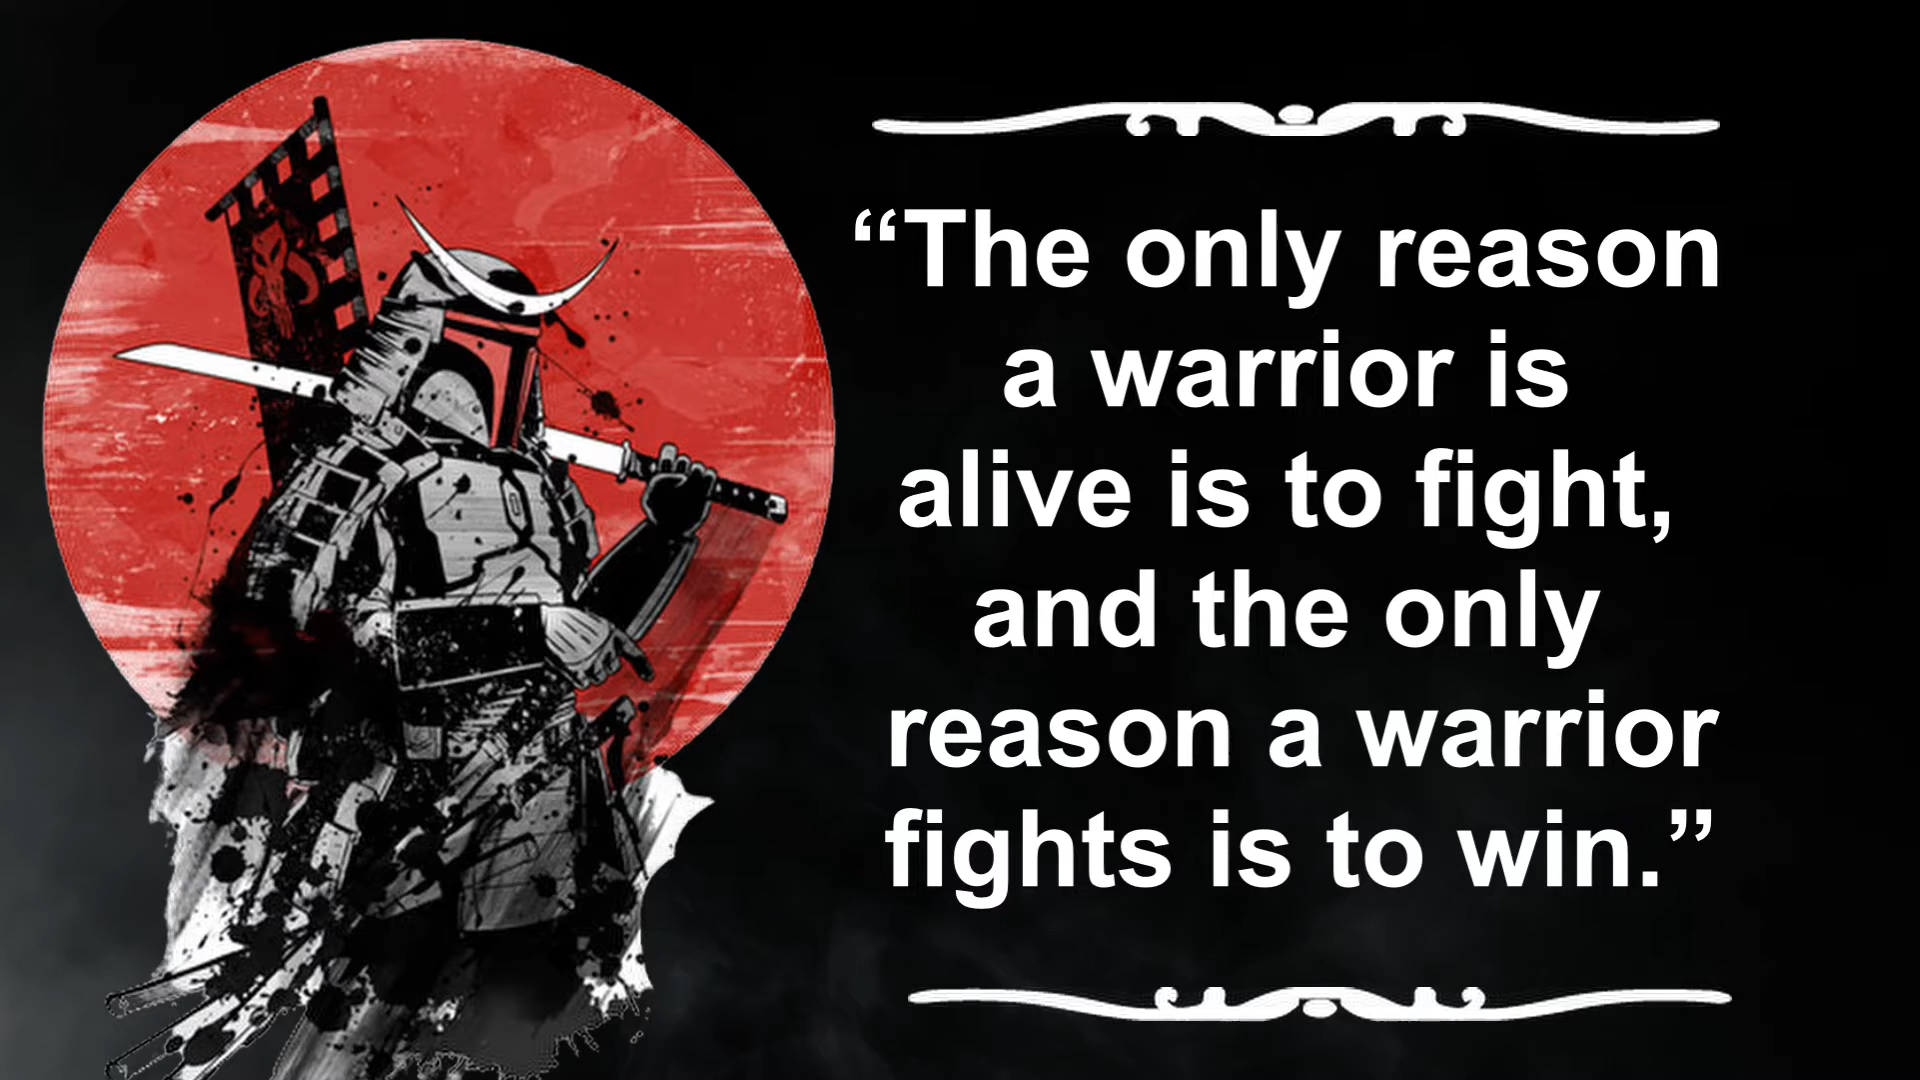 “The only reason
a warrior is
alive is to fight,
and the only
reason a warrior
fights is to win.”